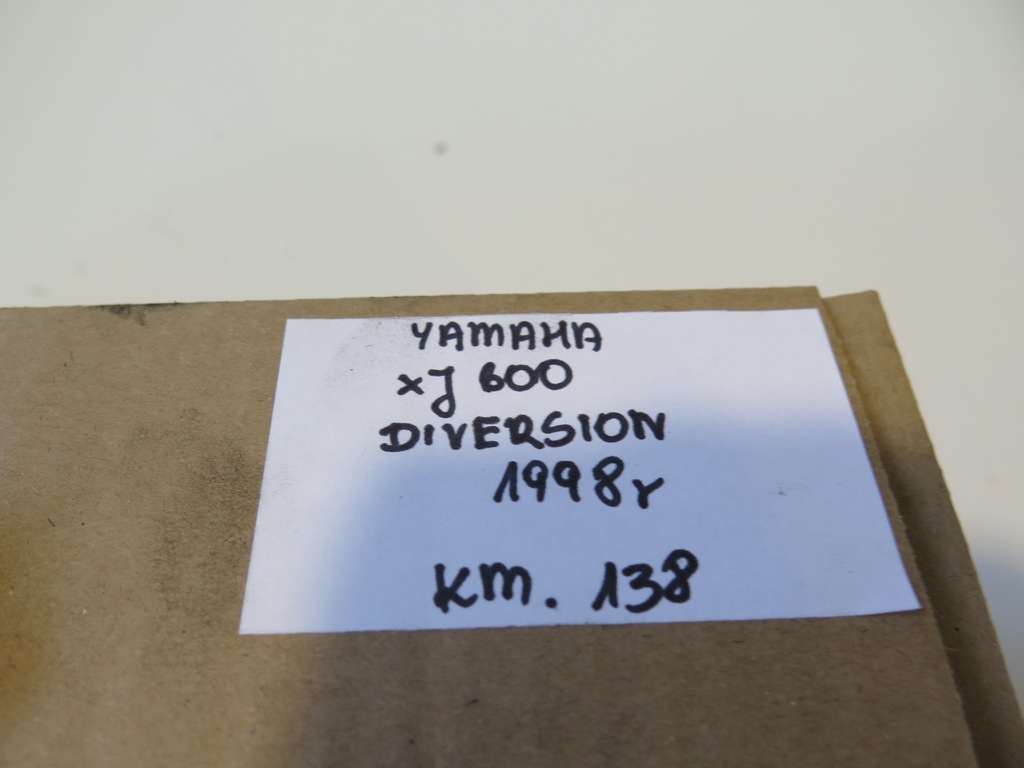 YAMAHA
XJ 600
DIVERSION
1998r
KM. 138